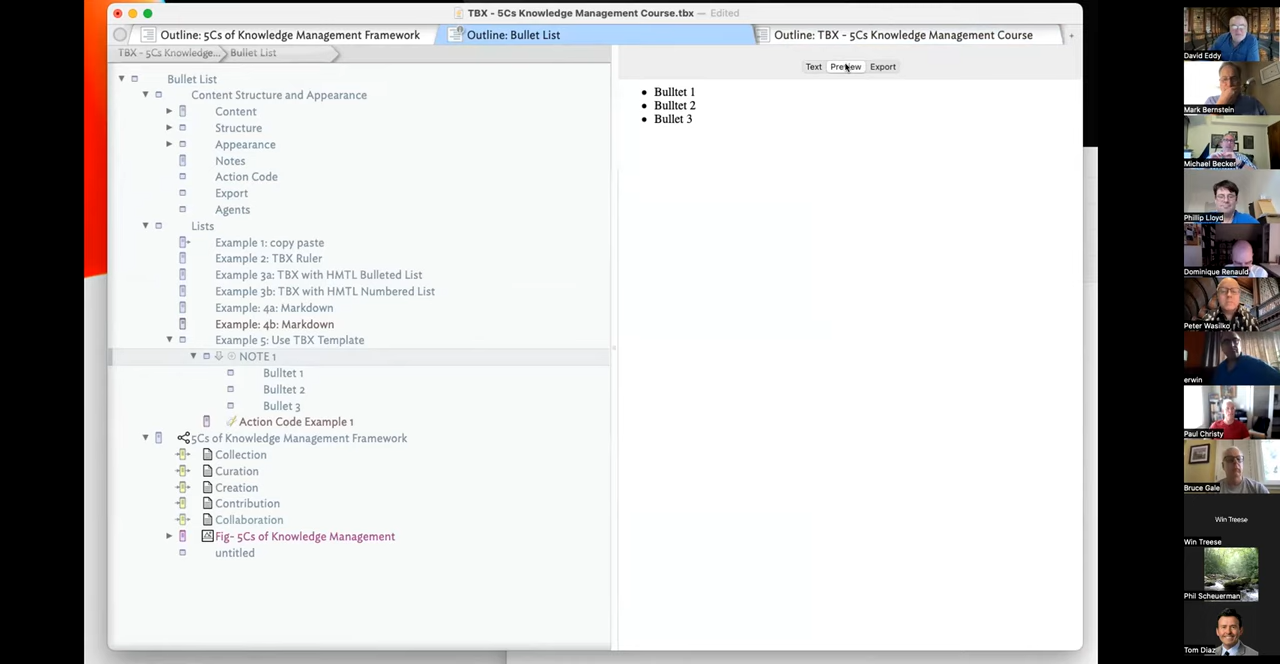 TBX - 5Cs Knowledge Management Course.tbx — Edited
Outline: 5Cs of Knowledge Management Framework
Outline: Bullet List
Outline: TBX - 5Cs Knowledge Management Course
+
TBX - 5Cs Knowledge...
Bullet List
Text
Preview
Export
Bullet List
Content Structure and Appearance
Content
Structure
Appearance
Notes
Action Code
Export
Agents
Lists
Example 1: copy paste
Example 2: TBX Ruler
Example 3a: TBX with HMTL Bulleted List
Example 3b: TBX with HMTL Numbered List
Example: 4a: Markdown
Example: 4b: Markdown
Example 5: Use TBX Template
NOTE 1
Bulltet 1
Bulltet 2
Bullet 3
Action Code Example 1
5Cs of Knowledge Management Framework
Collection
Curation
Creation
Contribution
Collaboration
Fig- 5Cs of Knowledge Management
untitled
• Bulltet 1
• Bulltet 2
• Bullet 3
David Eddy
Mark Bernstein
Michael Becker
Phillip Lloyd
Dominique Renauld
Peter Wasilko
erwin
Paul Christy
Bruce Gale
Win Treese
Win Treese
Phil Scheuerman
Tom Diaz